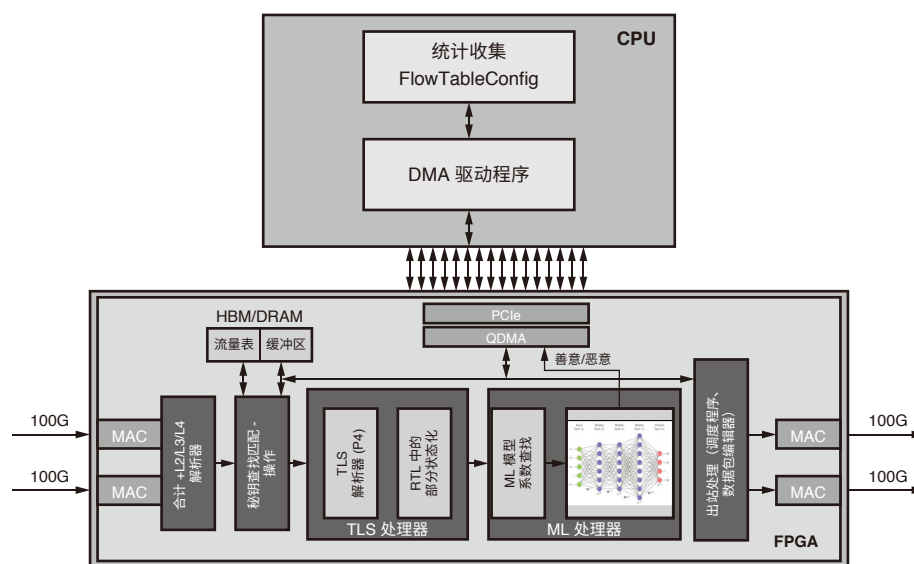 CPU
统计收集
FlowTableConfig
DMA 驱动程序
HBM/DRAM
流量表
缓冲区
PCIe
QDMA
善意/恶意
100G
MAC
100G
MAC
合计 +L2/L3/L4
解析器
秘钥查找匹配 -
操作
TLS
解析器 (P4)
RTL 中的
部分状态化
TLS 处理器
ML 模型
系数查找
ML 处理器
出站处理（调度程序、
数据包编辑器）
MAC
100G
MAC
100G
FPGA